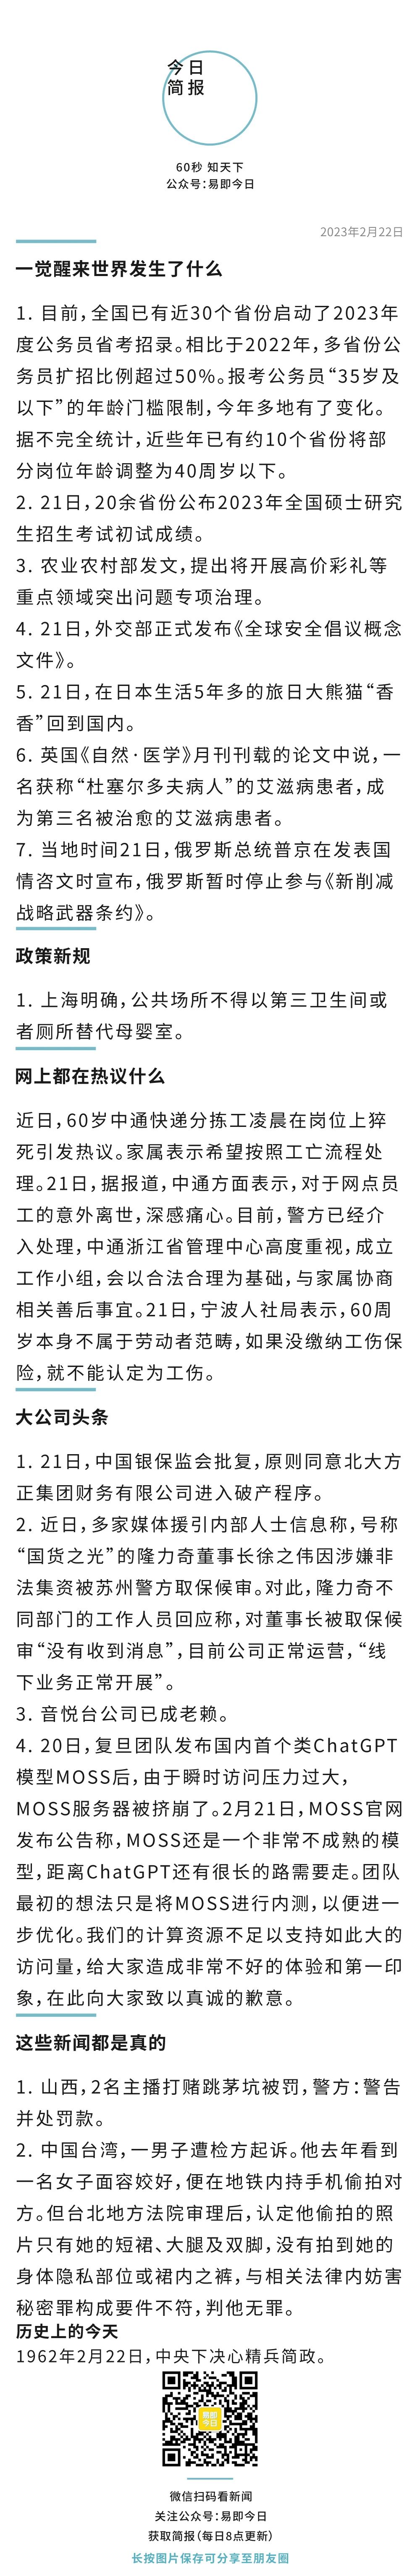 今日
简报
60秒 知天下
公众号：易即今日
2023年2月22日
一觉醒来世界发生了什么
1. 目前，全国已有近30个省份启动了2023年
度公务员省考招录。相比于2022年，多省份公
务员扩招比例超过50%。报考公务员“35岁及
以下”的年龄门槛限制，今年多地有了变化。
据不完全统计，近些年已有约10个省份将部
分岗位年龄调整为40周岁以下。
2. 21日，20余省份公布2023年全国硕士研究
生招生考试初试成绩。
3. 农业农村部发文，提出将开展高价彩礼等
重点领域突出问题专项治理。
4. 21日，外交部正式发布《全球安全倡议概念
文件》。
5. 21日，在日本生活5年多的旅日大熊猫“香
香”回到国内。
6. 英国《自然·医学》月刊刊载的论文中说，一
名获称“杜塞尔多夫病人”的艾滋病患者，成
为第三名被治愈的艾滋病患者。
7. 当地时间21日，俄罗斯总统普京在发表国
情咨文时宣布，俄罗斯暂时停止参与《新削减
战略武器条约》。
政策新规
1. 上海明确，公共场所不得以第三卫生间或
者厕所替代母婴室。
网上都在热议什么
近日，60岁中通快递分拣工凌晨在岗位上猝
死引发热议。家属表示希望按照工亡流程处
理。21日，据报道，中通方面表示，对于网点员
工的意外离世，深感痛心。目前，警方已经介
入处理，中通浙江省管理中心高度重视，成立
工作小组，会以合法合理为基础，与家属协商
相关善后事宜。21日，宁波人社局表示，60周
岁本身不属于劳动者范畴，如果没缴纳工伤保
险，就不能认定为工伤。
大公司头条
1. 21日，中国银保监会批复，原则同意北大方
正集团财务有限公司进入破产程序。
2. 近日，多家媒体援引内部人士信息称，号称
“国货之光”的隆力奇董事长徐之伟因涉嫌非
法集资被苏州警方取保候审。对此，隆力奇不
同部门的工作人员回应称，对董事长被取保候
审“没有收到消息”，目前公司正常运营，“线
下业务正常开展”。
3. 音悦台公司已成老赖。
4. 20日，复旦团队发布国内首个类ChatGPT
模型MOSS后，由于瞬时访问压力过大，
MOSS服务器被挤崩了。2月21日，MOSS官网
发布公告称，MOSS还是一个非常不成熟的模
型，距离ChatGPT还有很长的路需要走。团队
最初的想法只是将MOSS进行内测，以便进一
步优化。我们的计算资源不足以支持如此大的
访问量，给大家造成非常不好的体验和第一印
象，在此向大家致以真诚的歉意。
这些新闻都是真的
1. 山西，2名主播打赌跳茅坑被罚，警方：警告
并处罚款。
2. 中国台湾，一男子遭检方起诉。他去年看到
一名女子面容姣好，便在地铁内持手机偷拍对
方。但台北地方法院审理后，认定他偷拍的照
片只有她的短裙、大腿及双脚，没有拍到她的
身体隐私部位或裙内之裤，与相关法律内妨害
秘密罪构成要件不符，判他无罪。
历史上的今天
1962年2月22日，中央下决心精兵简政。
易即
今日
微信扫码看新闻
关注公众号：易即今日
获取简报（每日8点更新）
长按图片保存可分享至朋友圈